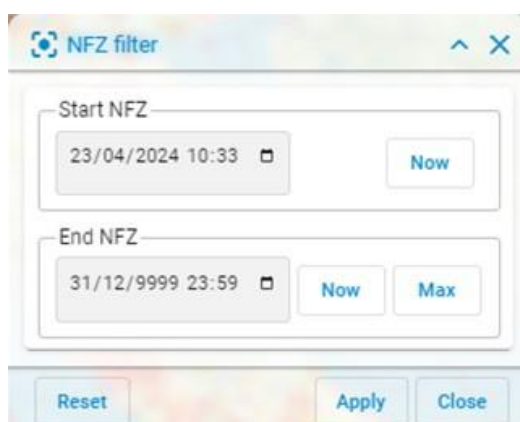 NFZ filter
Start NFZ
23/04/2024 10:33 Now
End NFZ
31/12/9999 23:59 Now Max
Reset Apply Close